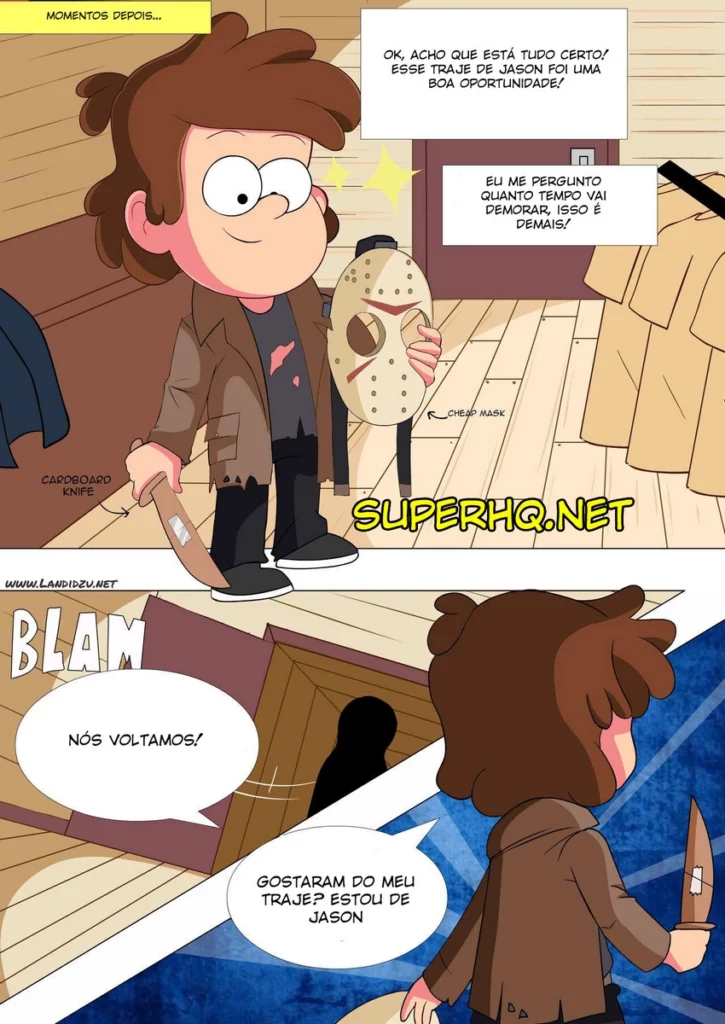 MOMENTOS DEPOIS...
OK, ACHO QUE ESTÁ TUDO CERTO!
ESSE TRAJE DE JASON FOI UMA
BOA OPORTUNIDADE!
EU ME PERGUNTO
QUANTO TEMPO VAI
DEMORAR, ISSO É
DEMAIS!
CHEAP MASK
CARDBOARD
KNIFE
SUPERHQ.NET
WWW.LANDIDZU.NET
BLAM
NÓS VOLTAMOS!
GOSTARAM DO MEU
TRAJE? ESTOU DE
JASON